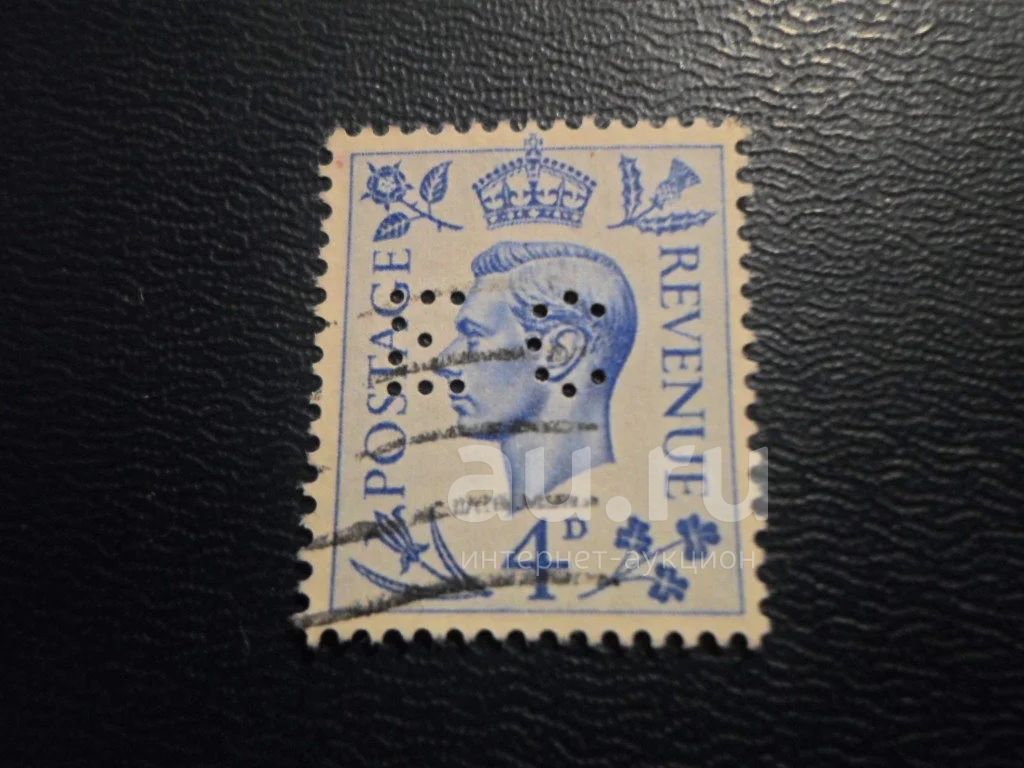 POSTAGE
REVENUE
E C
4D
au.ru
интернет-аукцион